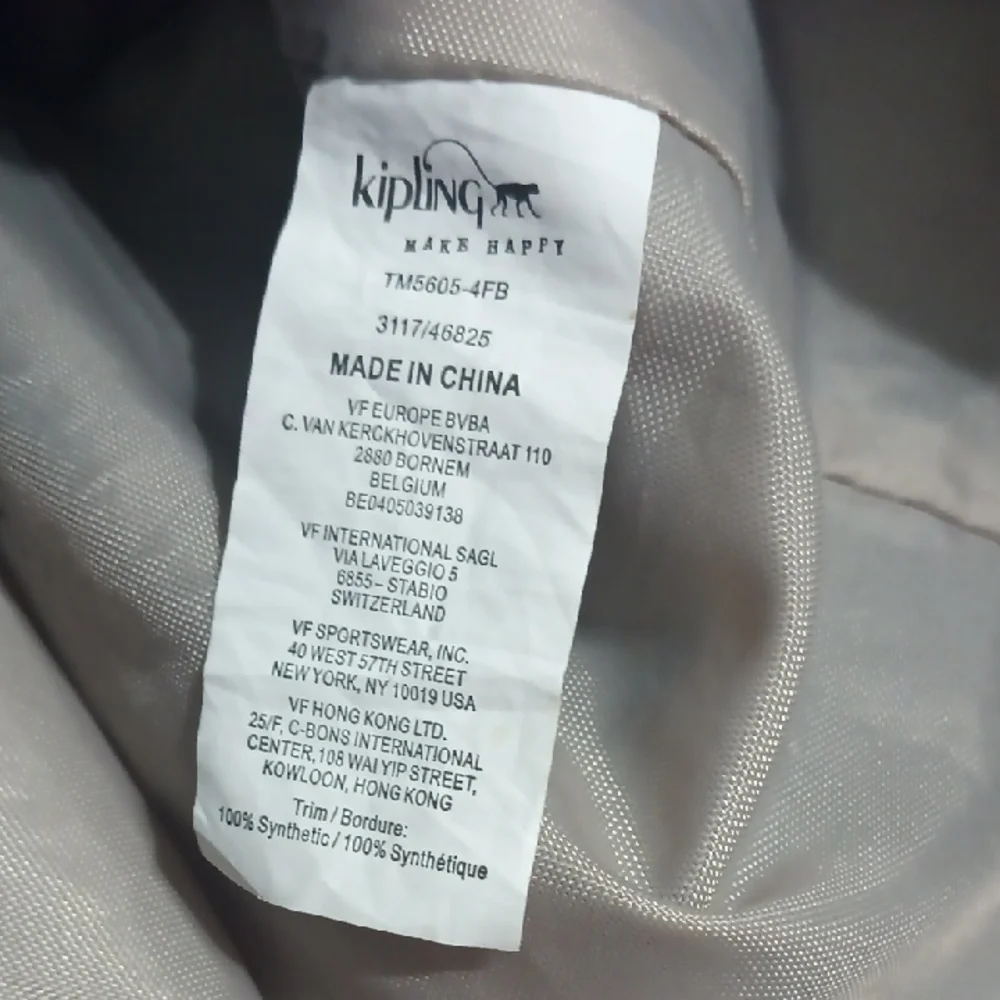 kipling
MAKE HAPPY
TM5605-4FB
3117/46825
MADE IN CHINA
VF EUROPE BVBA
C. VAN KERCKHOVENSTRAAT 110
2880 BORNEM
BELGIUM
BE0405039138
VF INTERNATIONAL SAGL
VIA LAVEGGIO 5
6855- STABIO
SWITZERLAND
VF SPORTSWEAR, INC.
40 WEST 57TH STREET
NEW YORK, NY 10019 USA
VF HONG KONG LTD.
25/F, C-BONS INTERNATIONAL
CENTER, 108 WAI YIP STREET,
KOWLOON, HONG KONG
Trim / Bordure:
100% Synthetic / 100% Synthétique